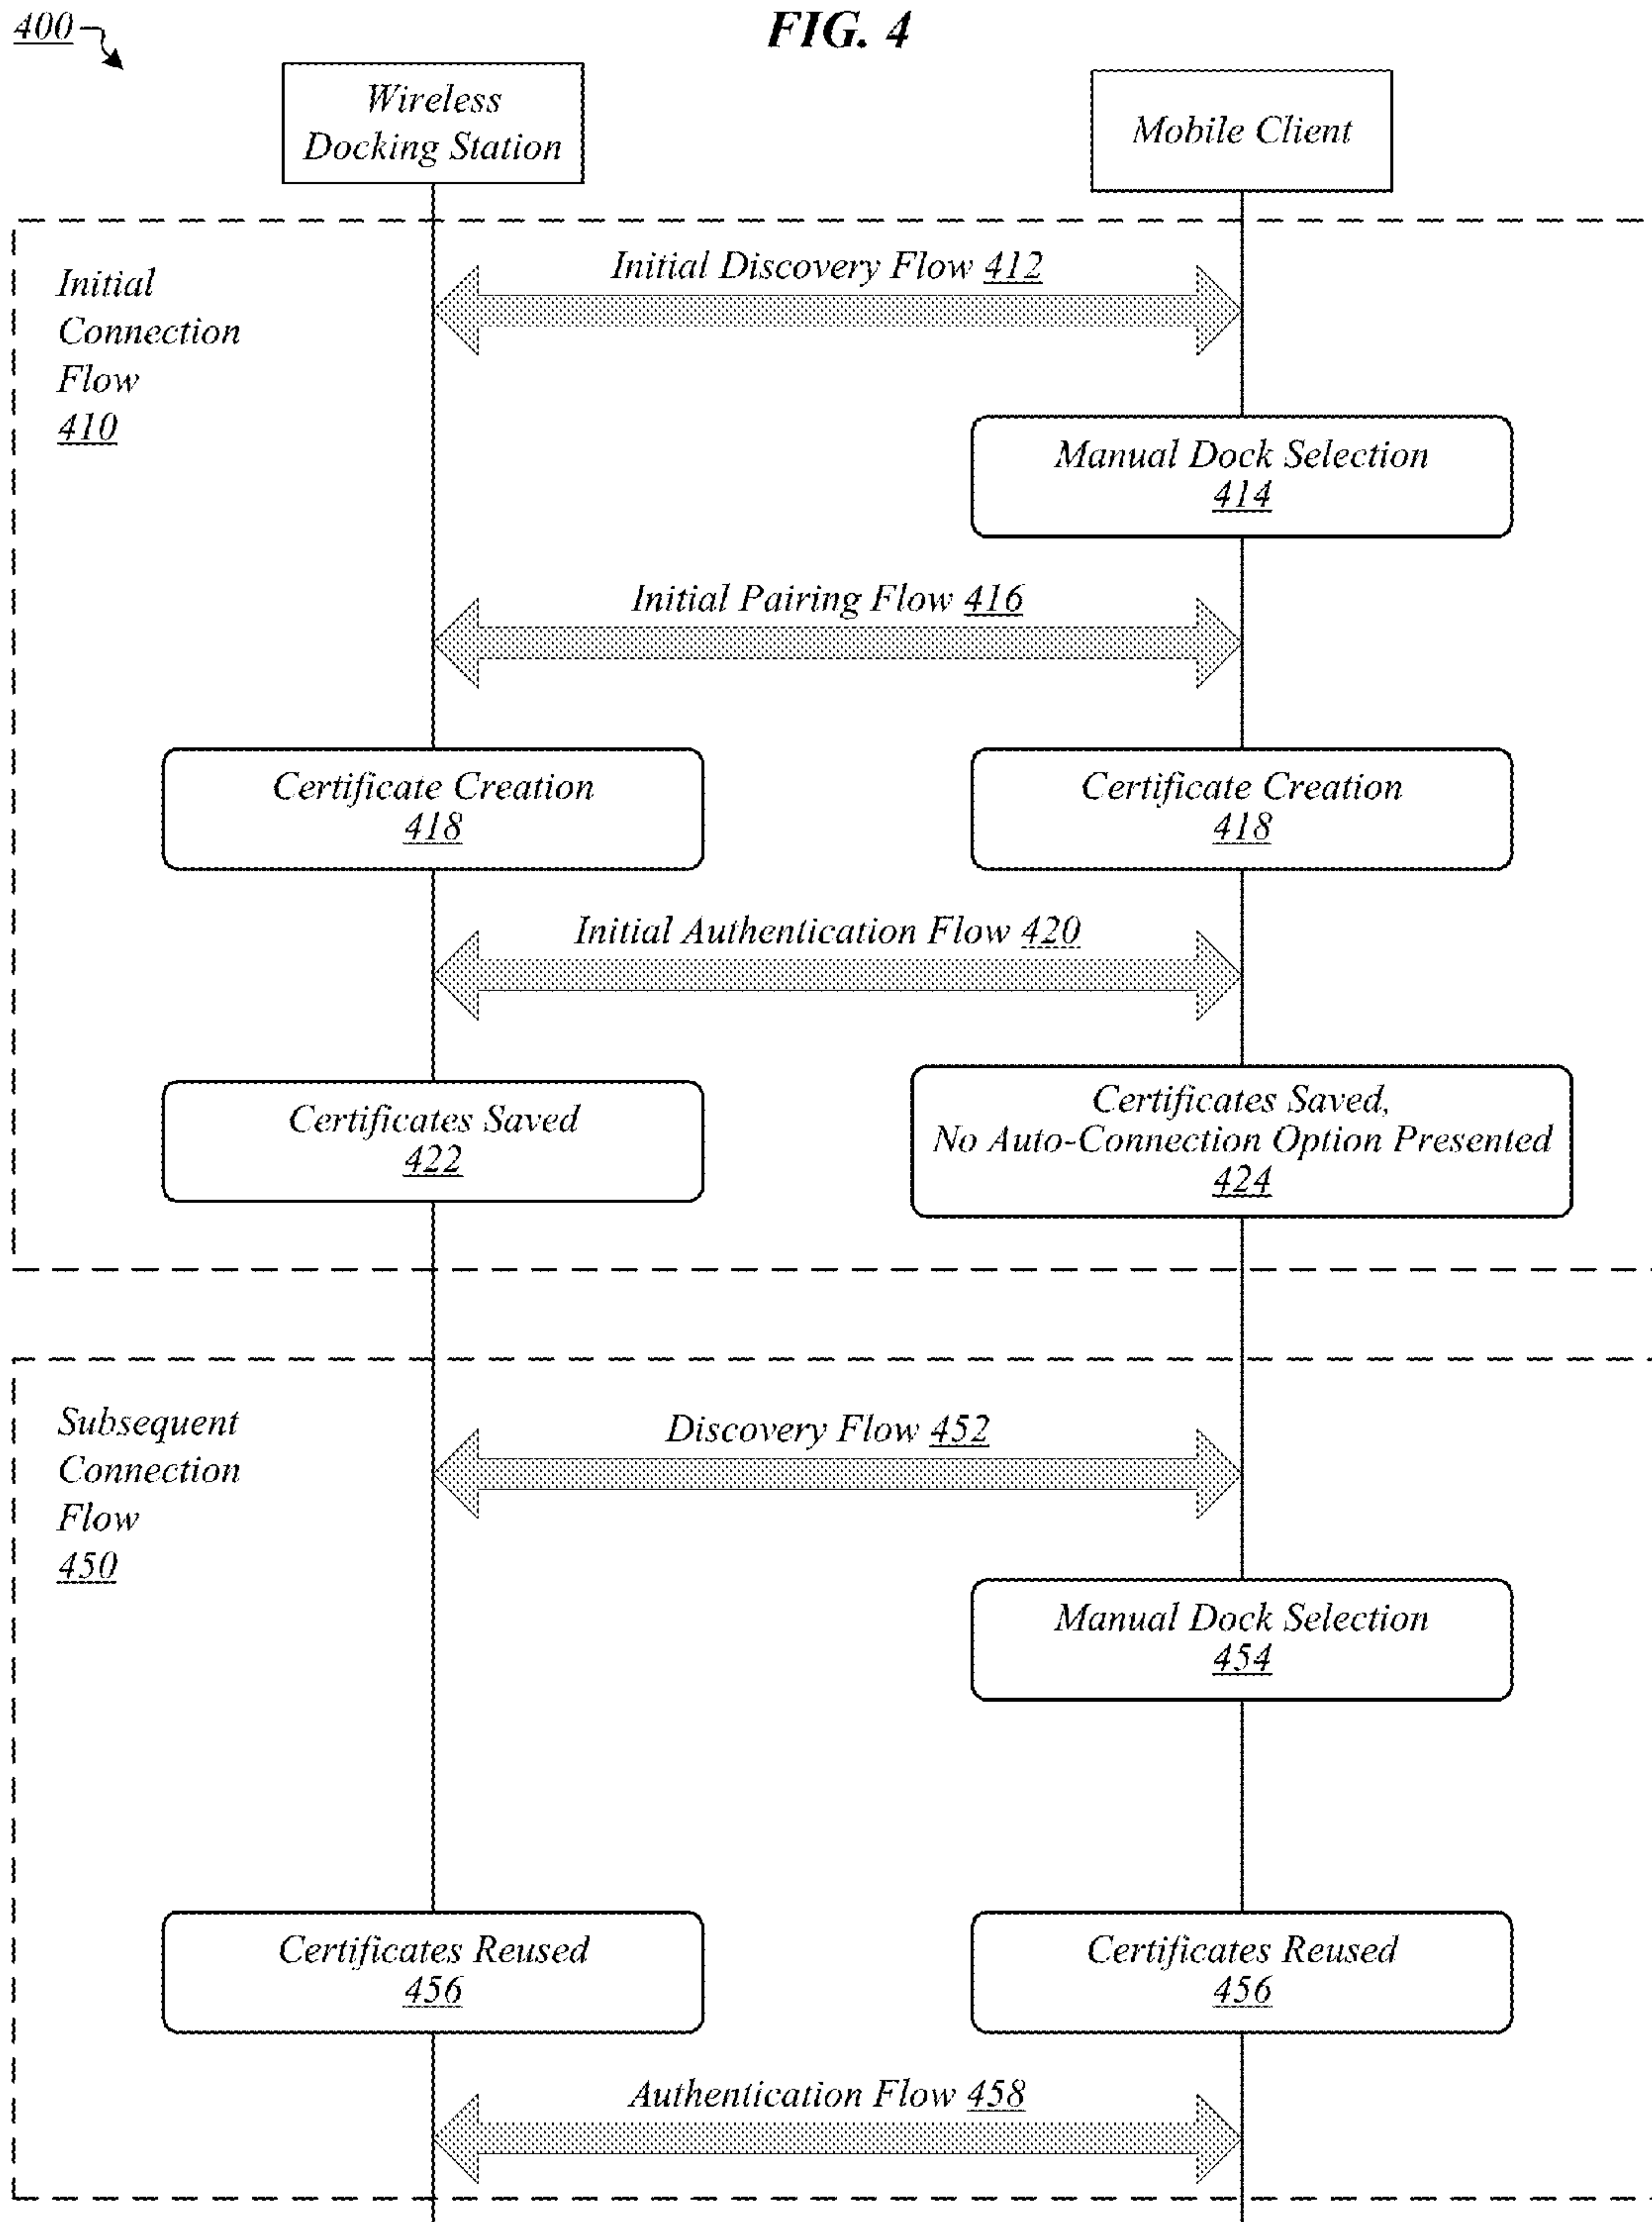 400
FIG. 4
Wireless
Docking Station
Mobile Client
Initial
Connection
Flow
410
Initial Discovery Flow 412
Manual Dock Selection
414
Initial Pairing Flow 416
Certificate Creation
418
Certificate Creation
418
Initial Authentication Flow 420
Certificates Saved
422
Certificates Saved,
No Auto-Connection Option Presented
424
Subsequent
Connection
Flow
450
Discovery Flow 452
Manual Dock Selection
454
Certificates Reused
456
Certificates Reused
456
Authentication Flow 458